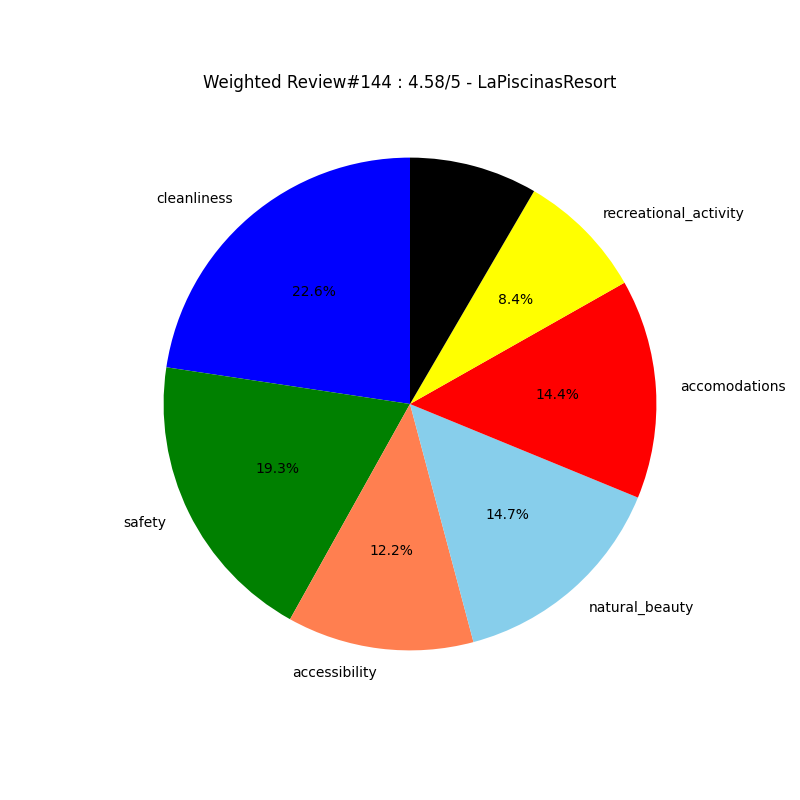 Weighted Review#144 : 4.58/5 - LaPiscinasResort
cleanliness
22.6%
safety
19.3%
accessibility
12.2%
natural_beauty
14.7%
accomodations
14.4%
recreational_activity
8.4%